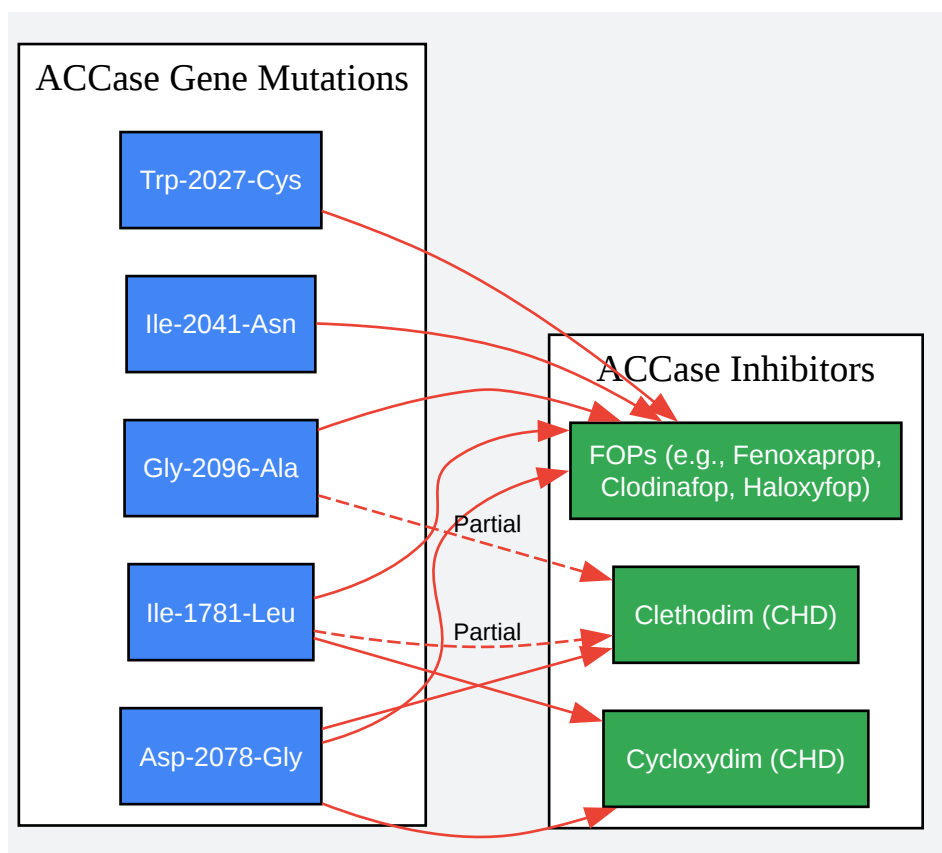 ACCase Gene Mutations
Trp-2027-Cys
Ile-2041-Asn
Gly-2096-Ala
Ile-1781-Leu
Asp-2078-Gly
Partial
Partial
ACCase Inhibitors
FOPs (e.g., Fenoxaprop,
Clodinafop, Haloxyfop)
Clethodim (CHD)
Cycloxydim (CHD)